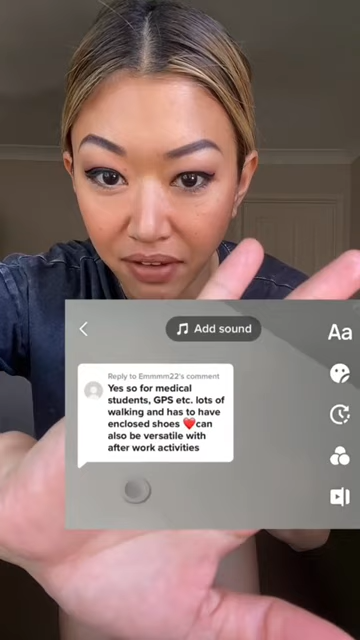 Add sound
Aa
Reply to Emmmm22's comment
Yes so for medical
students, GPS etc. lots of
walking and has to have
enclosed shoes ❤️can
also be versatile with
after work activities